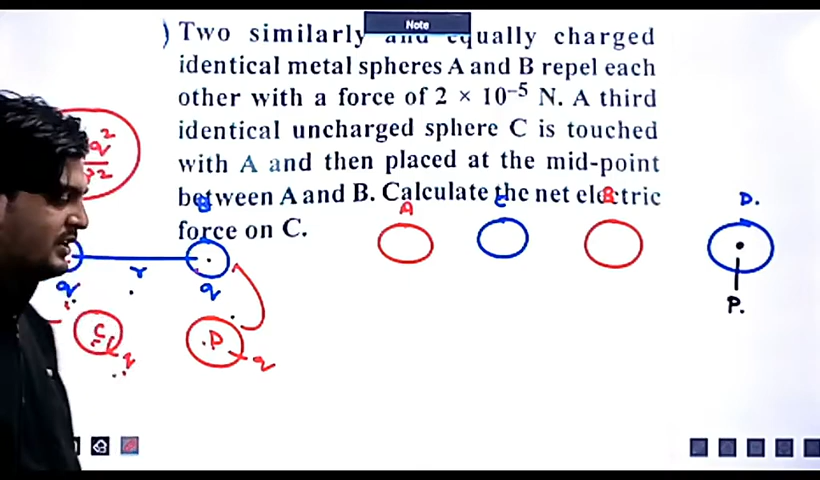 Note
) Two similarly and equally charged
identical metal spheres A and B repel each
other with a force of 2 × 10⁻⁵ N. A third
identical uncharged sphere C is touched
with A and then placed at the mid-point
between A and B. Calculate the net electric
force on C.
A C B D.
q²
r²
r
q q
P.
C D
q q